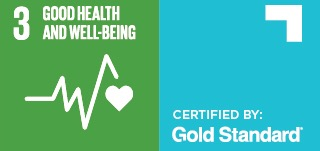 3 GOOD HEALTH
AND WELL-BEING
CERTIFIED BY:
Gold Standard®